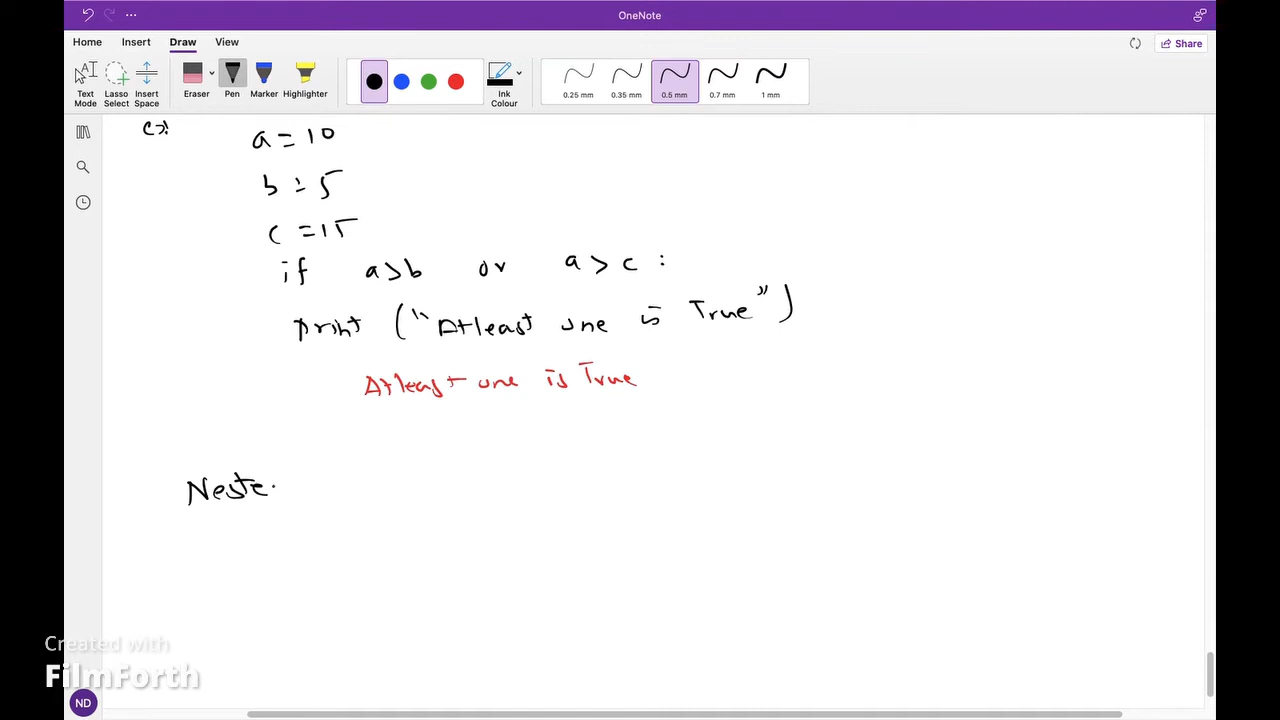 OneNote
Home Insert Draw View
Share
Text Mode
Lasso Select
Insert Space
Eraser
Pen
Marker
Highlighter
Ink Colour
0.25 mm
0.35 mm
0.5 mm
0.7 mm
1 mm
ex:
a = 10
b = 5
c = 15
if a>b or a > c :
print ("Atleast one is True")
Atleast one is True
Neste
Created with
FilmForth
ND